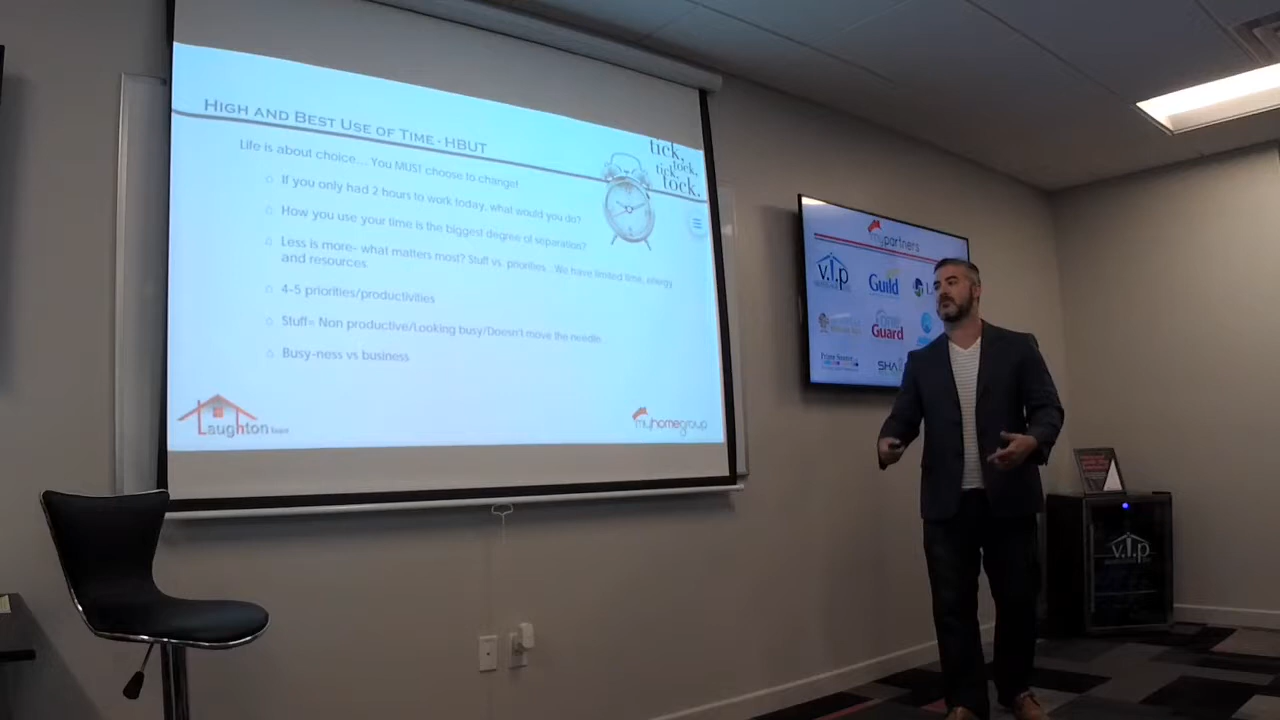 HIGH AND BEST USE OF TIME - HBUT
Life is about choice.... You MUST choose to change!
If you only had 2 hours to work today, what would you do?
How you use your time is the biggest degree of separation?
Less is more- what matters most? Stuff vs. priorities... We have limited time, energy
and resources.
4-5 priorities/productivities
Stuff= Non productive/Looking busy/Doesn't move the needle.
Busy-ness vs business
tick,
tock,
tick,
tock.
Laughton
myhomegroup
mypartners
v.i.p
Guild
Guard
v.i.p